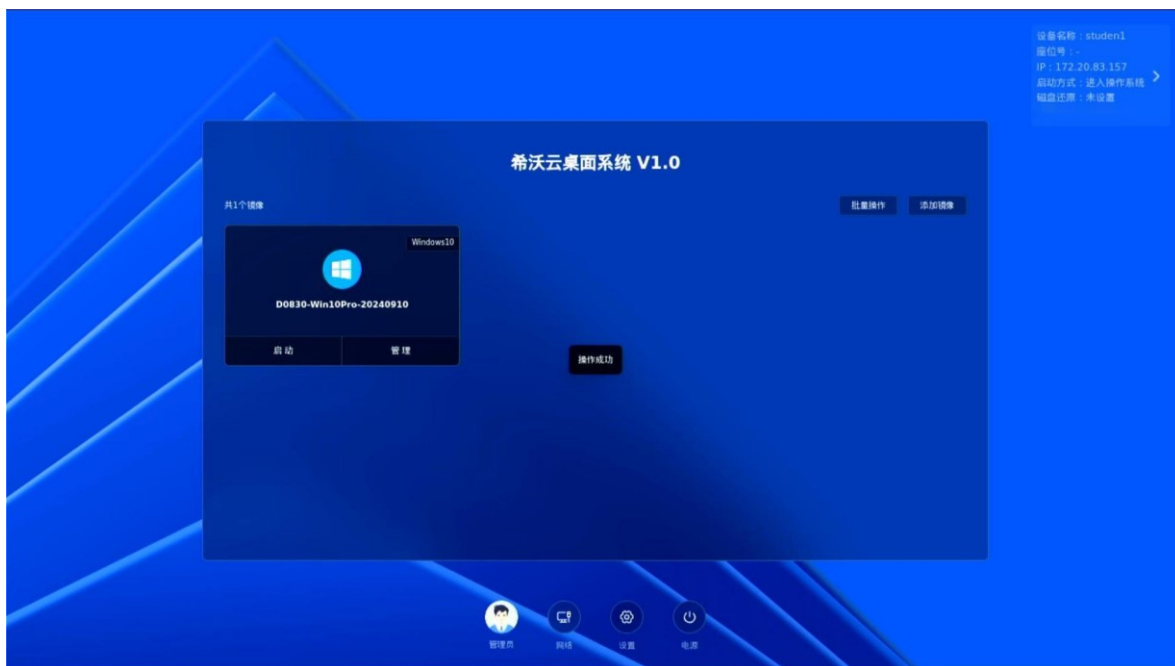 设备名称：studen1
座位号：-
IP：172.20.83.157
启动方式：进入操作系统
磁盘还原：未设置
希沃云桌面系统 V1.0
共1个镜像
批量操作 添加镜像
Windows10
D0830-Win10Pro-20240910
启动 管理
操作成功
管理员 网络 设置 电源